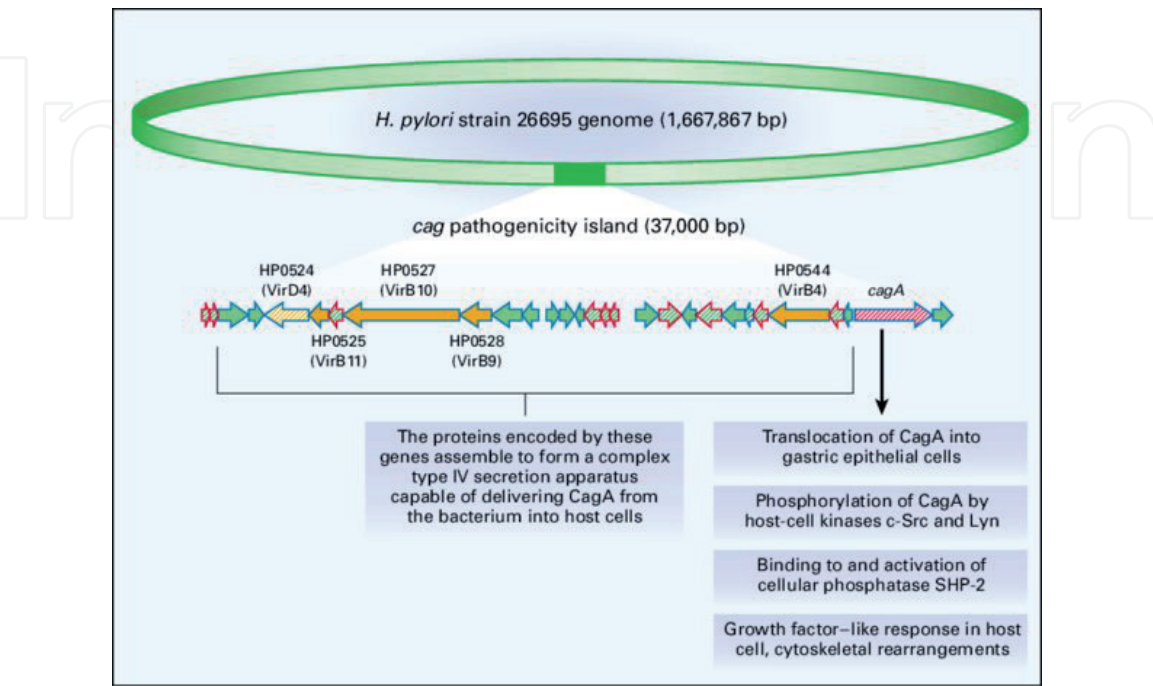 H. pylori strain 26695 genome (1,667,867 bp)
cag pathogenicity island (37,000 bp)
HP0524
(VirD4)
HP0527
(VirB10)
HP0544
(VirB4)
cagA
HP0525
(VirB11)
HP0528
(VirB9)
The proteins encoded by these
genes assemble to form a complex
type IV secretion apparatus
capable of delivering CagA from
the bacterium into host cells
Translocation of CagA into
gastric epithelial cells
Phosphorylation of CagA by
host-cell kinases c-Src and Lyn
Binding to and activation of
cellular phosphatase SHP-2
Growth factor–like response in host
cell, cytoskeletal rearrangements